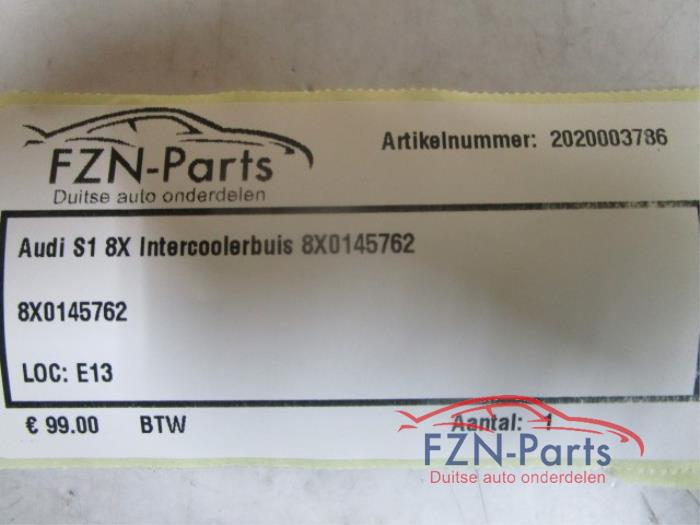 FZN-Parts
Duitse auto onderdelen
Artikelnummer: 2020003786
Audi S1 8X Intercoolerbuis 8X0145762
8X0145762
LOC: E13
€ 99.00 BTW Aantal: 1
FZN-Parts
Duitse auto onderdelen